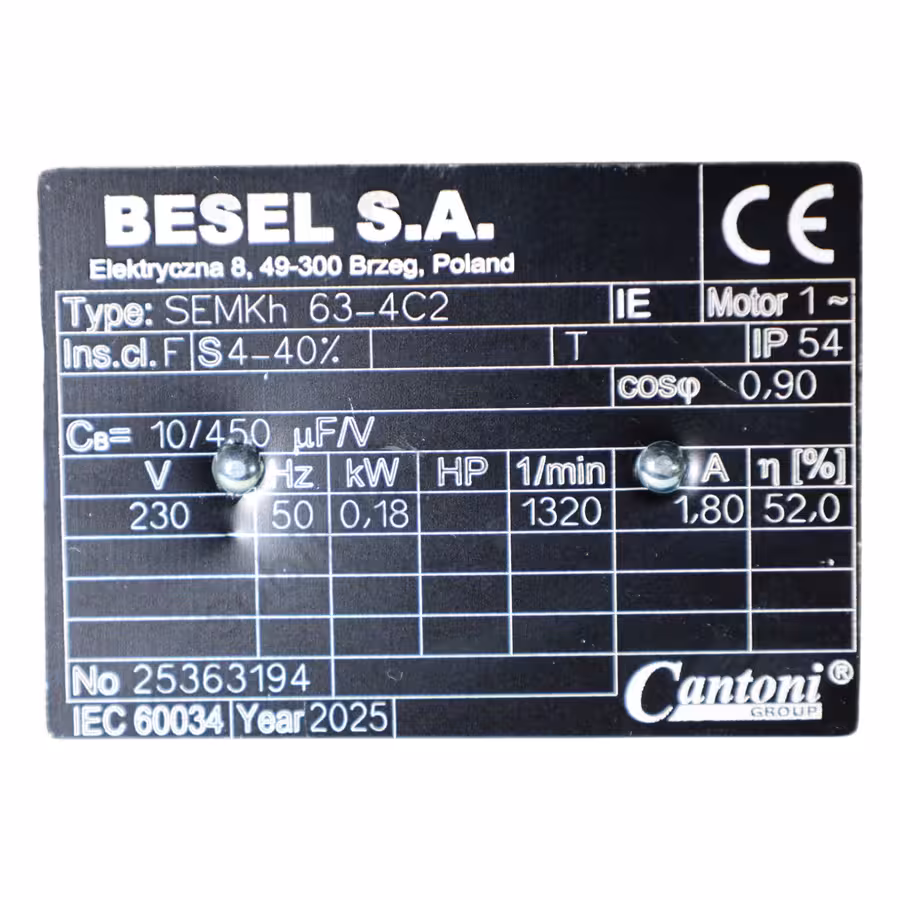 BESEL S.A.
CE
Elektryczna 8, 49-300 Brzeg, Poland
Type: SEMKh 63-4C2 IE Motor 1~
Ins.cl. F S4-40% T IP 54
cosφ 0,90
CB= 10/450 µF/V
V Hz kW HP 1/min A η [%]
230 50 0,18 1320 1,80 52,0
No 25363194
Cantoni®
GROUP
IEC 60034 Year 2025